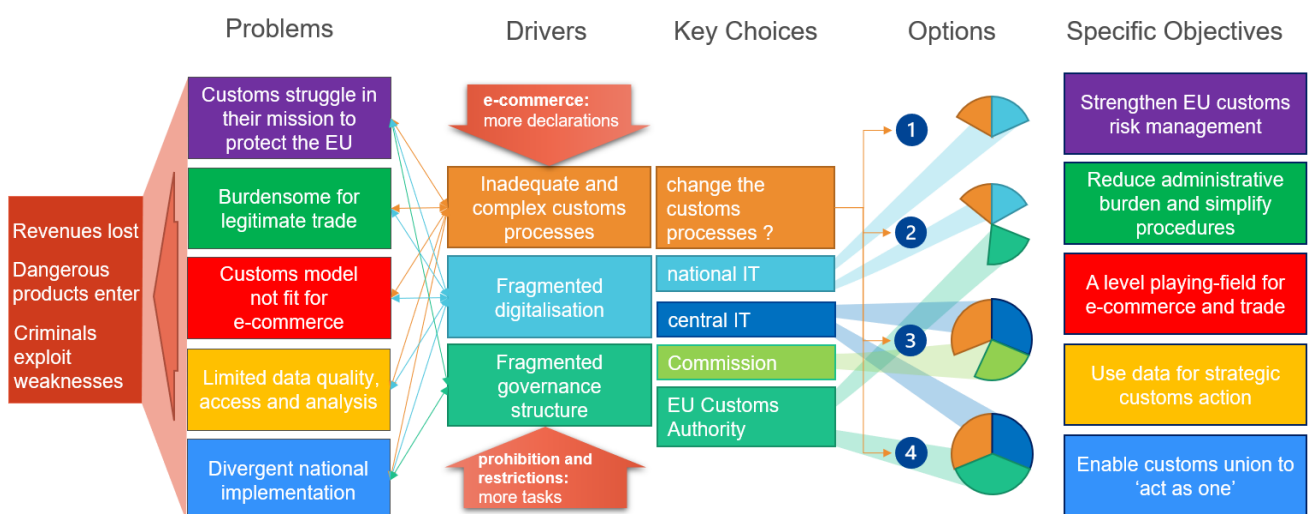 Problems
Drivers
Key Choices
Options
Specific Objectives
Revenues lost
Dangerous
products enter
Criminals
exploit
weaknesses
Customs struggle in
their mission to
protect the EU
Burdensome for
legitimate trade
Customs model
not fit for
e-commerce
Limited data quality,
access and analysis
Divergent national
implementation
e-commerce:
more declarations
Inadequate and
complex customs
processes
Fragmented
digitalisation
Fragmented
governance
structure
prohibition and
restrictions:
more tasks
change the
customs
processes ?
national IT
central IT
Commission
EU Customs
Authority
1
2
3
4
Strengthen EU customs
risk management
Reduce administrative
burden and simplify
procedures
A level playing-field for
e-commerce and trade
Use data for strategic
customs action
Enable customs union to
‘act as one’